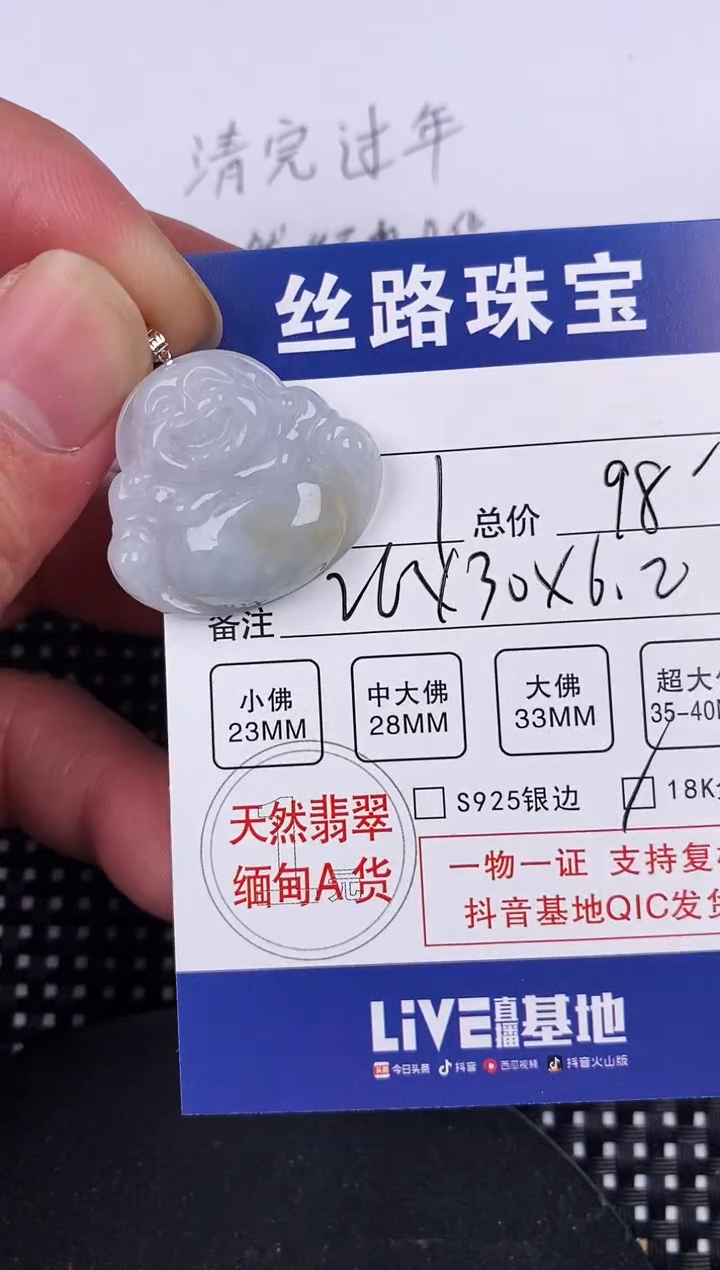 清完过年
丝路珠宝
1 总价 98
26X30X6.2
备注
小佛 中大佛 大佛 超大
23MM 28MM 33MM 35-40
S925银边 18K
天然翡翠
缅甸A货
一物一证 支持复
抖音基地QIC发货
LiVE直播基地
今日头条 抖音 西瓜视频 抖音火山版